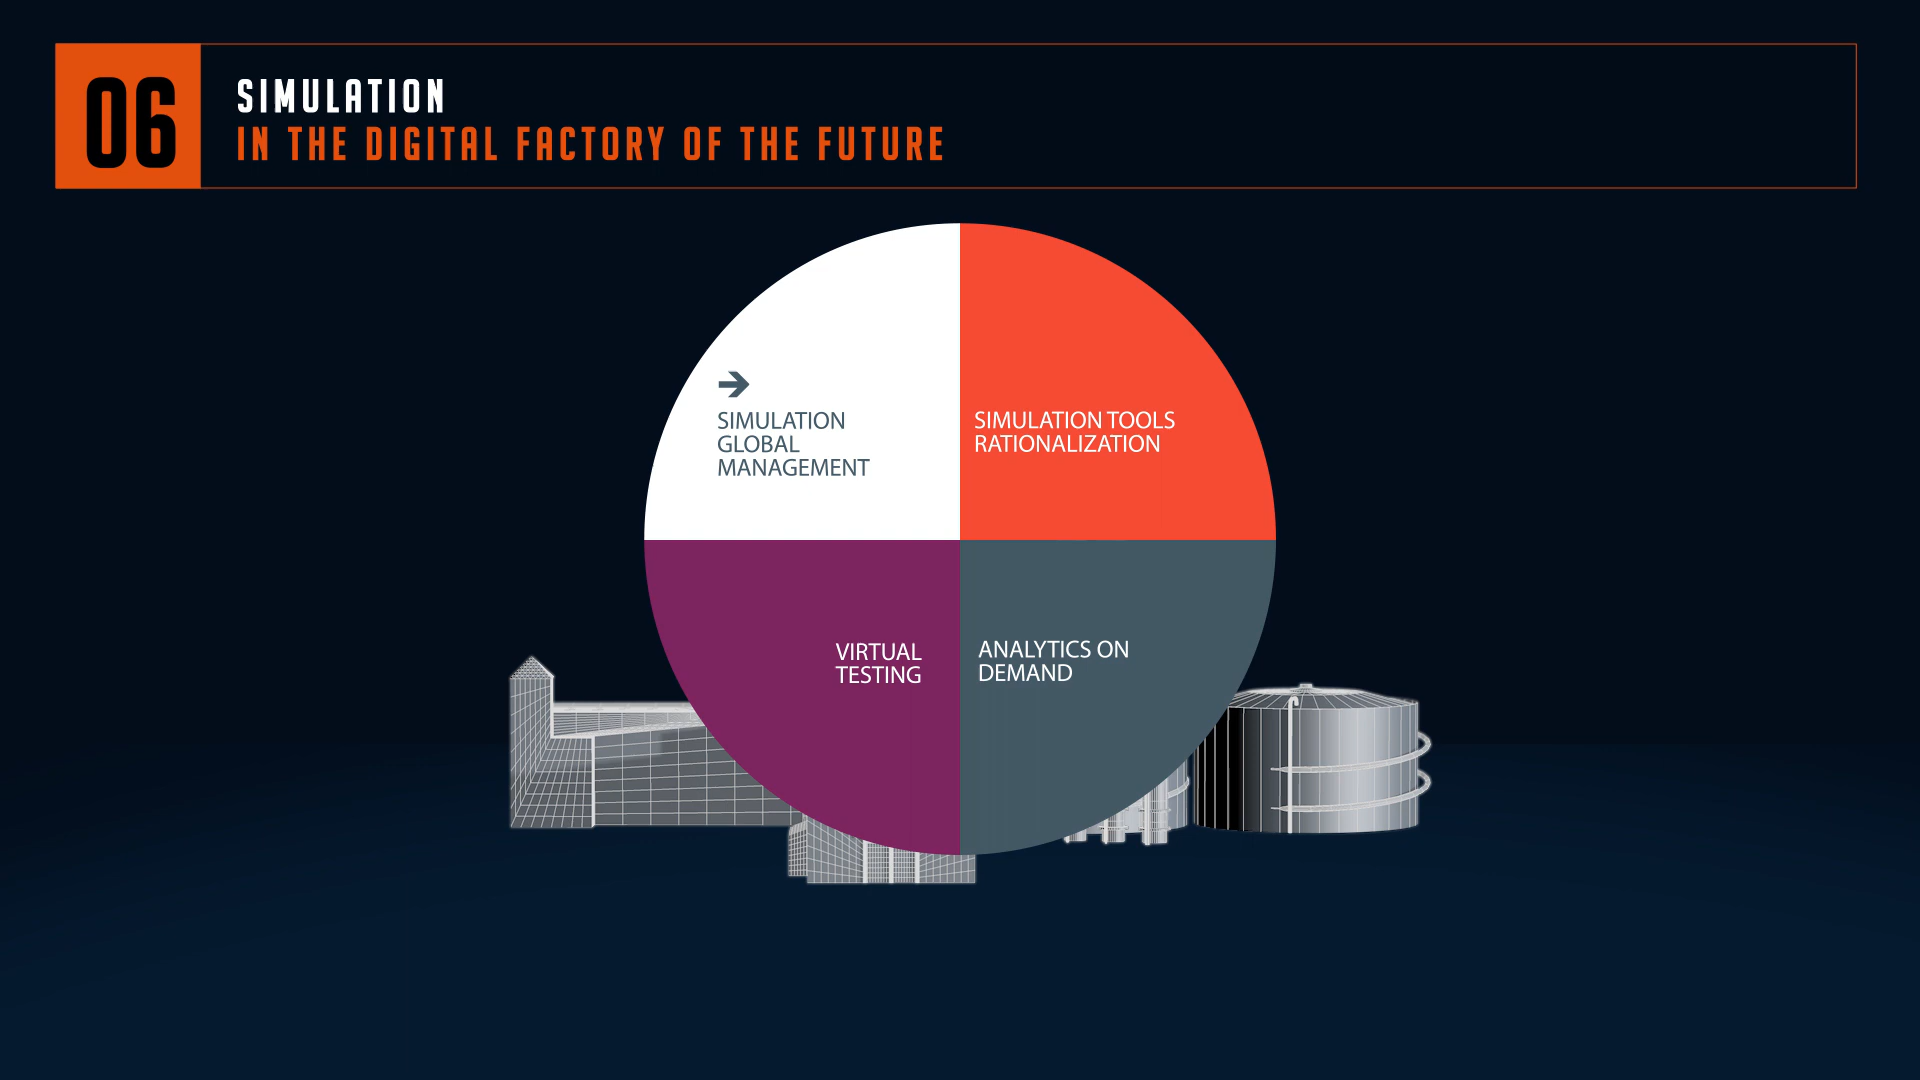 06
SIMULATION
IN THE DIGITAL FACTORY OF THE FUTURE
SIMULATION
GLOBAL
MANAGEMENT
SIMULATION TOOLS
RATIONALIZATION
VIRTUAL
TESTING
ANALYTICS ON
DEMAND